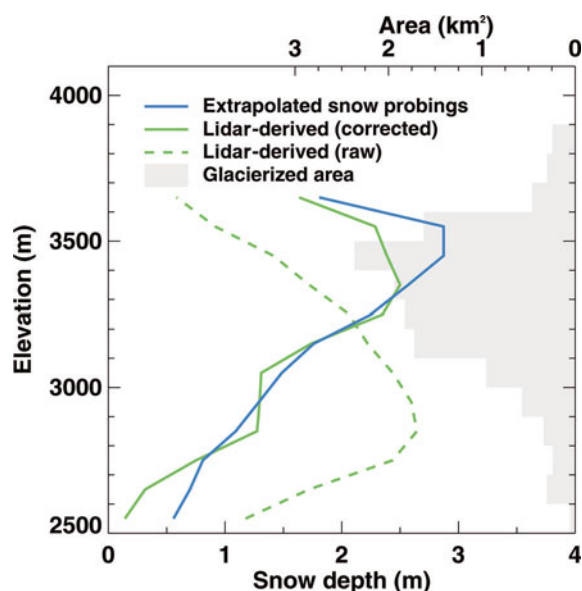 Area (km²)
3 2 1 0
4000
3500
3000
2500
Elevation (m)
Extrapolated snow probings
Lidar-derived (corrected)
Lidar-derived (raw)
Glacierized area
0 1 2 3 4
Snow depth (m)